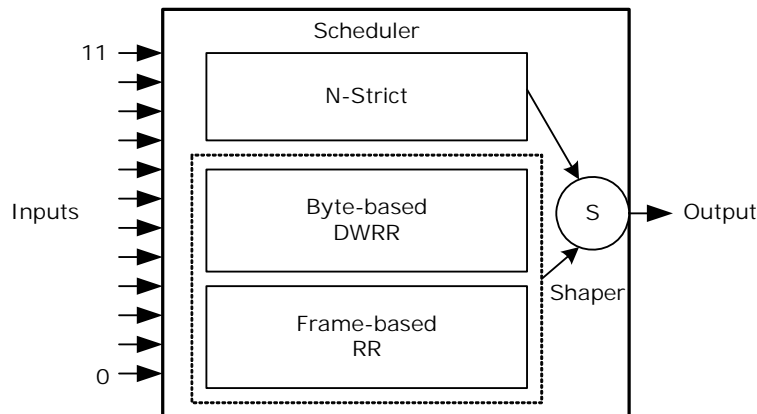 Scheduler
11
N-Strict
Inputs
Byte-based
DWRR
S
Output
Shaper
Frame-based
RR
0